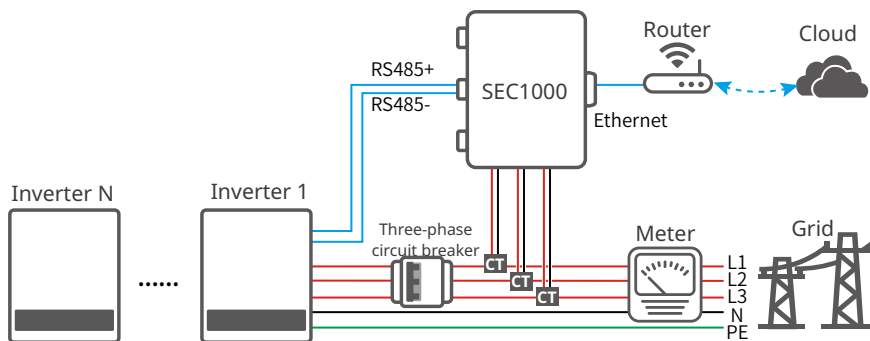 Router
Cloud
RS485+
RS485-
SEC1000
Ethernet
Inverter N
Inverter 1
......
Three-phase
circuit breaker
Meter
Grid
CT
CT
CT
L1
L2
L3
N
PE